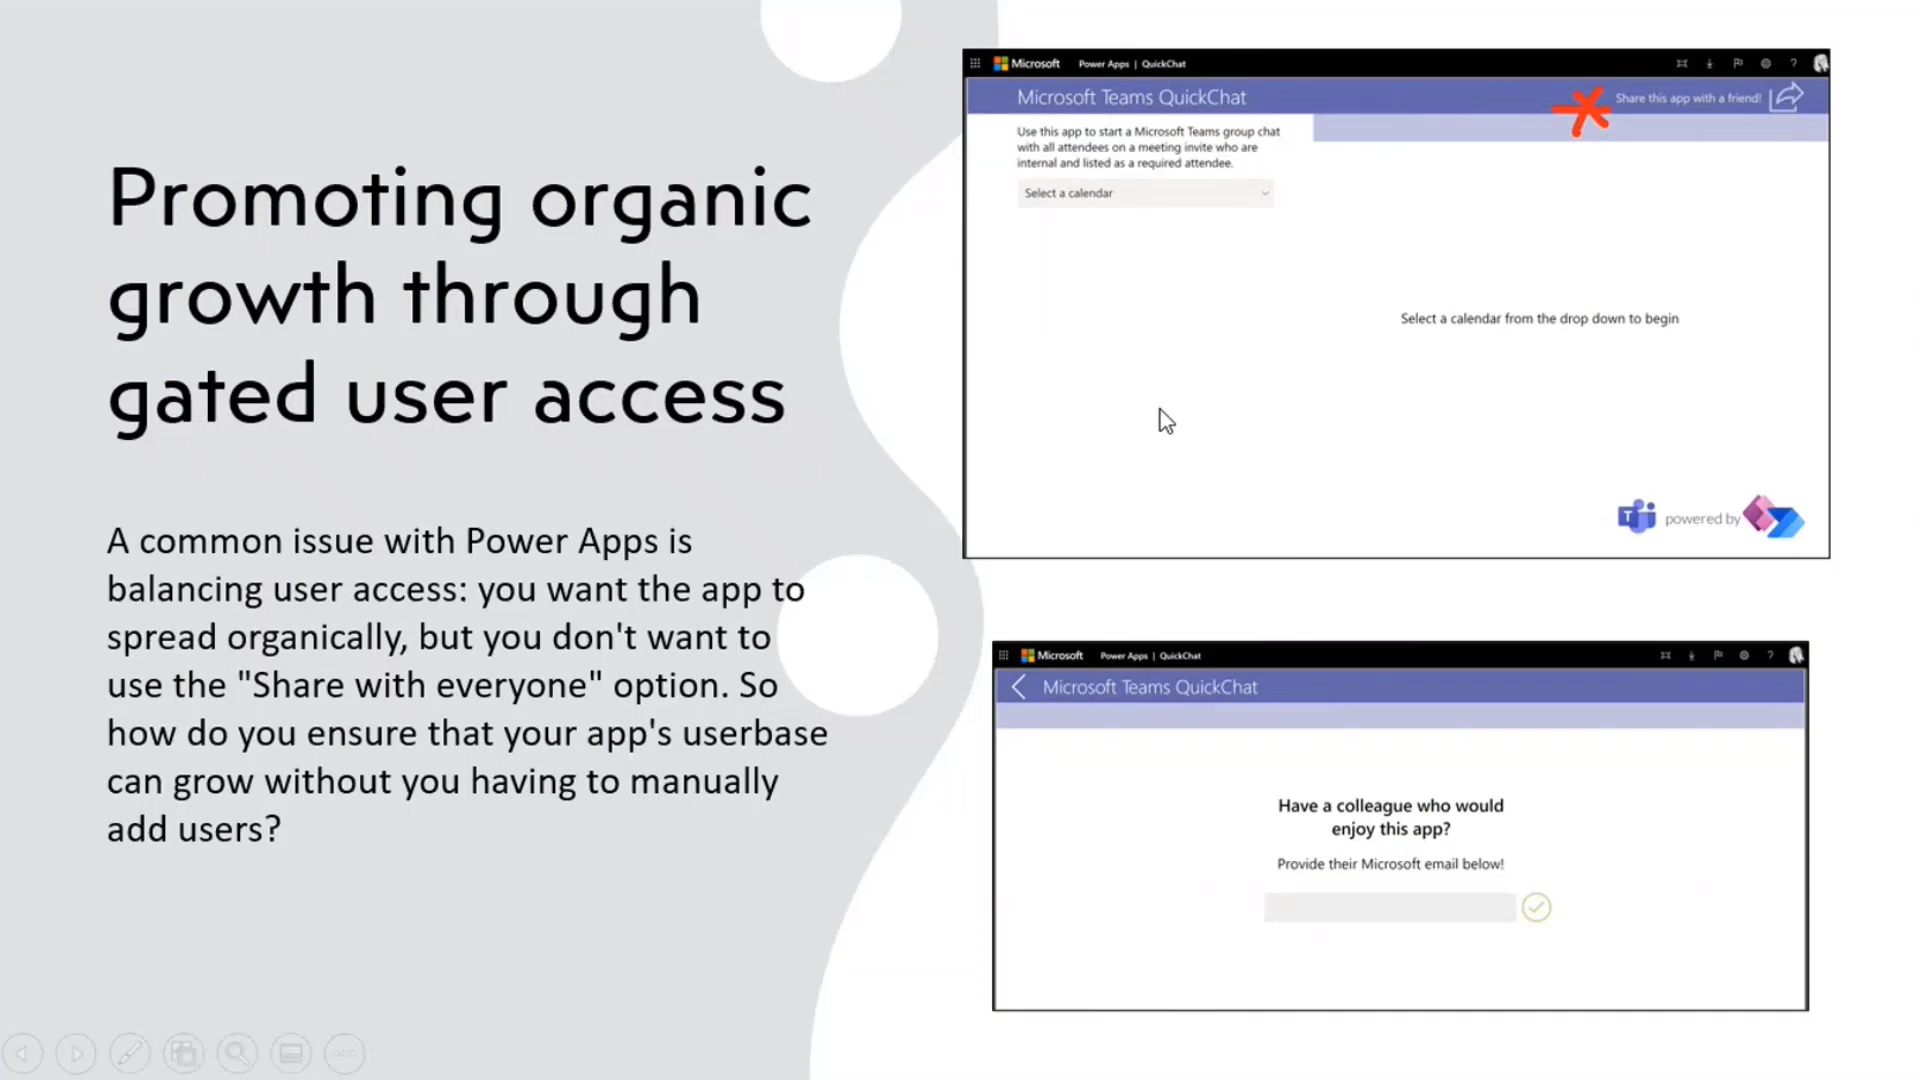 Promoting organic
growth through
gated user access
A common issue with Power Apps is
balancing user access: you want the app to
spread organically, but you don't want to
use the "Share with everyone" option. So
how do you ensure that your app's userbase
can grow without you having to manually
add users?
Microsoft Power Apps | QuickChat ?
Microsoft Teams QuickChat Share this app with a friend!
Use this app to start a Microsoft Teams group chat
with all attendees on a meeting invite who are
internal and listed as a required attendee.
Select a calendar
Select a calendar from the drop down to begin
T powered by
Microsoft Power Apps | QuickChat ?
Microsoft Teams QuickChat
Have a colleague who would
enjoy this app?
Provide their Microsoft email below!